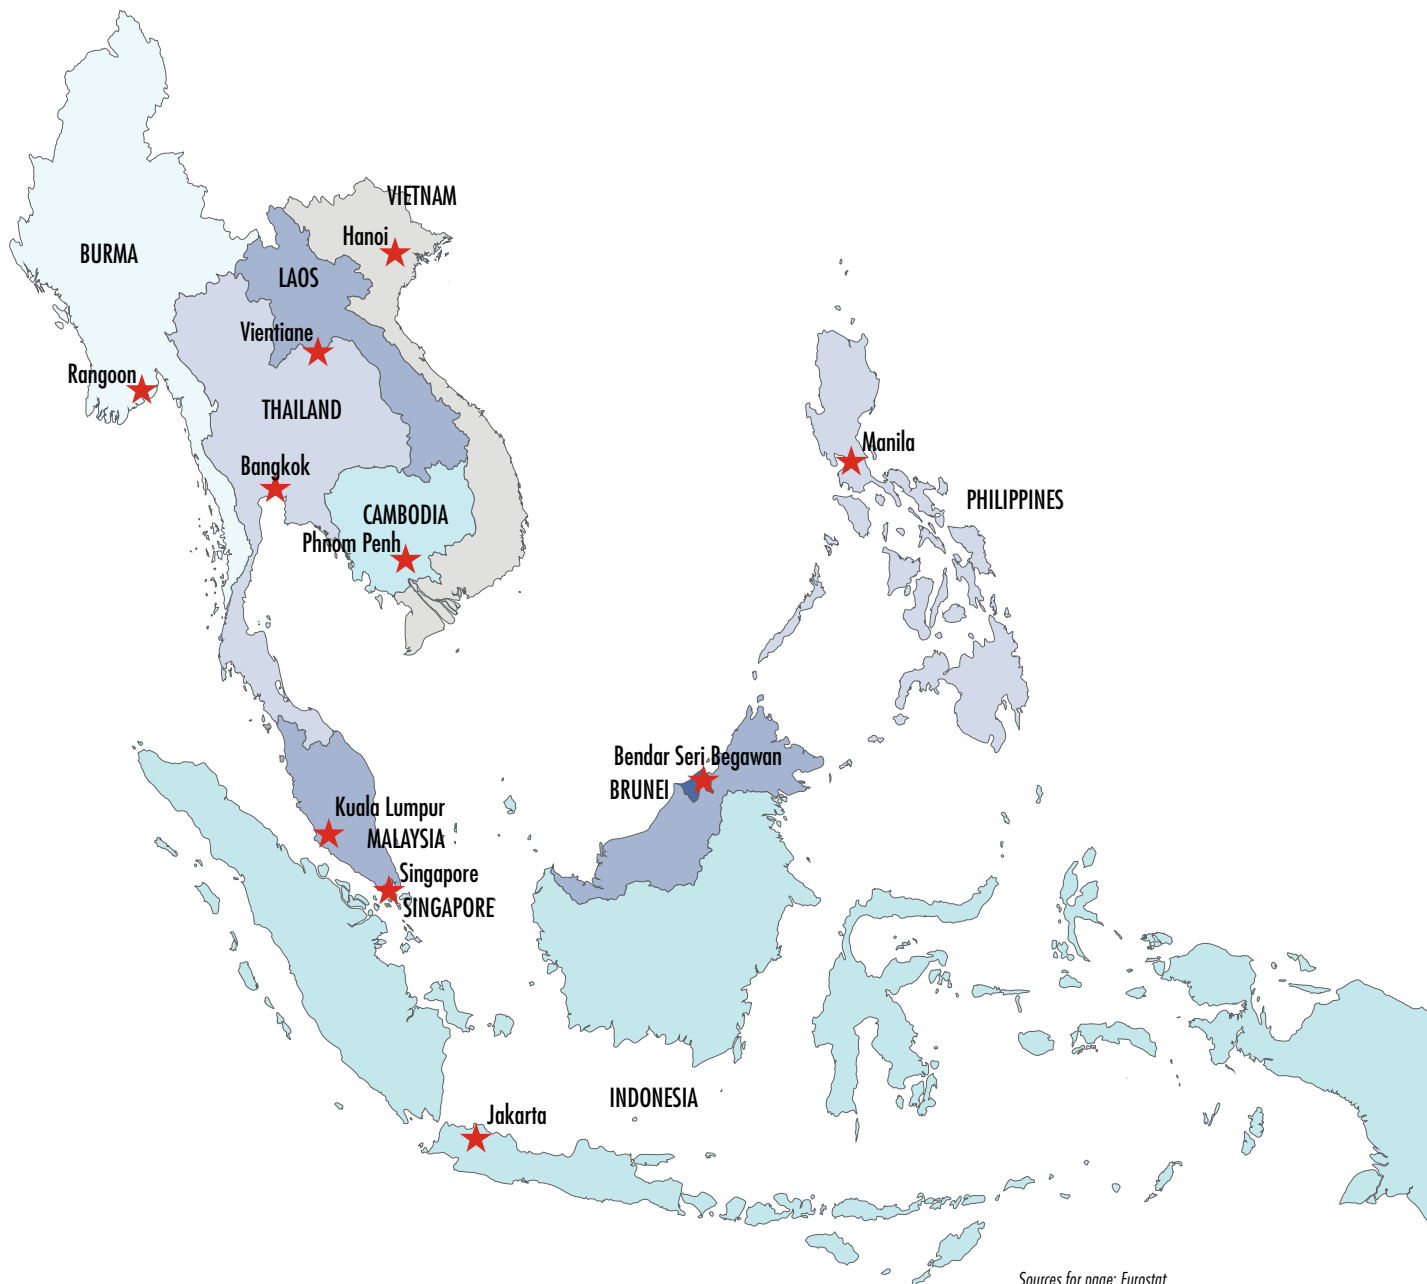 VIETNAM
Hanoi
BURMA
LAOS
Vientiane
Rangoon
THAILAND
Manila
Bangkok
PHILIPPINES
CAMBODIA
Phnom Penh
Bendar Seri Begawan
BRUNEI
Kuala Lumpur
MALAYSIA
Singapore
SINGAPORE
INDONESIA
Jakarta
Sources for page: Eurostat